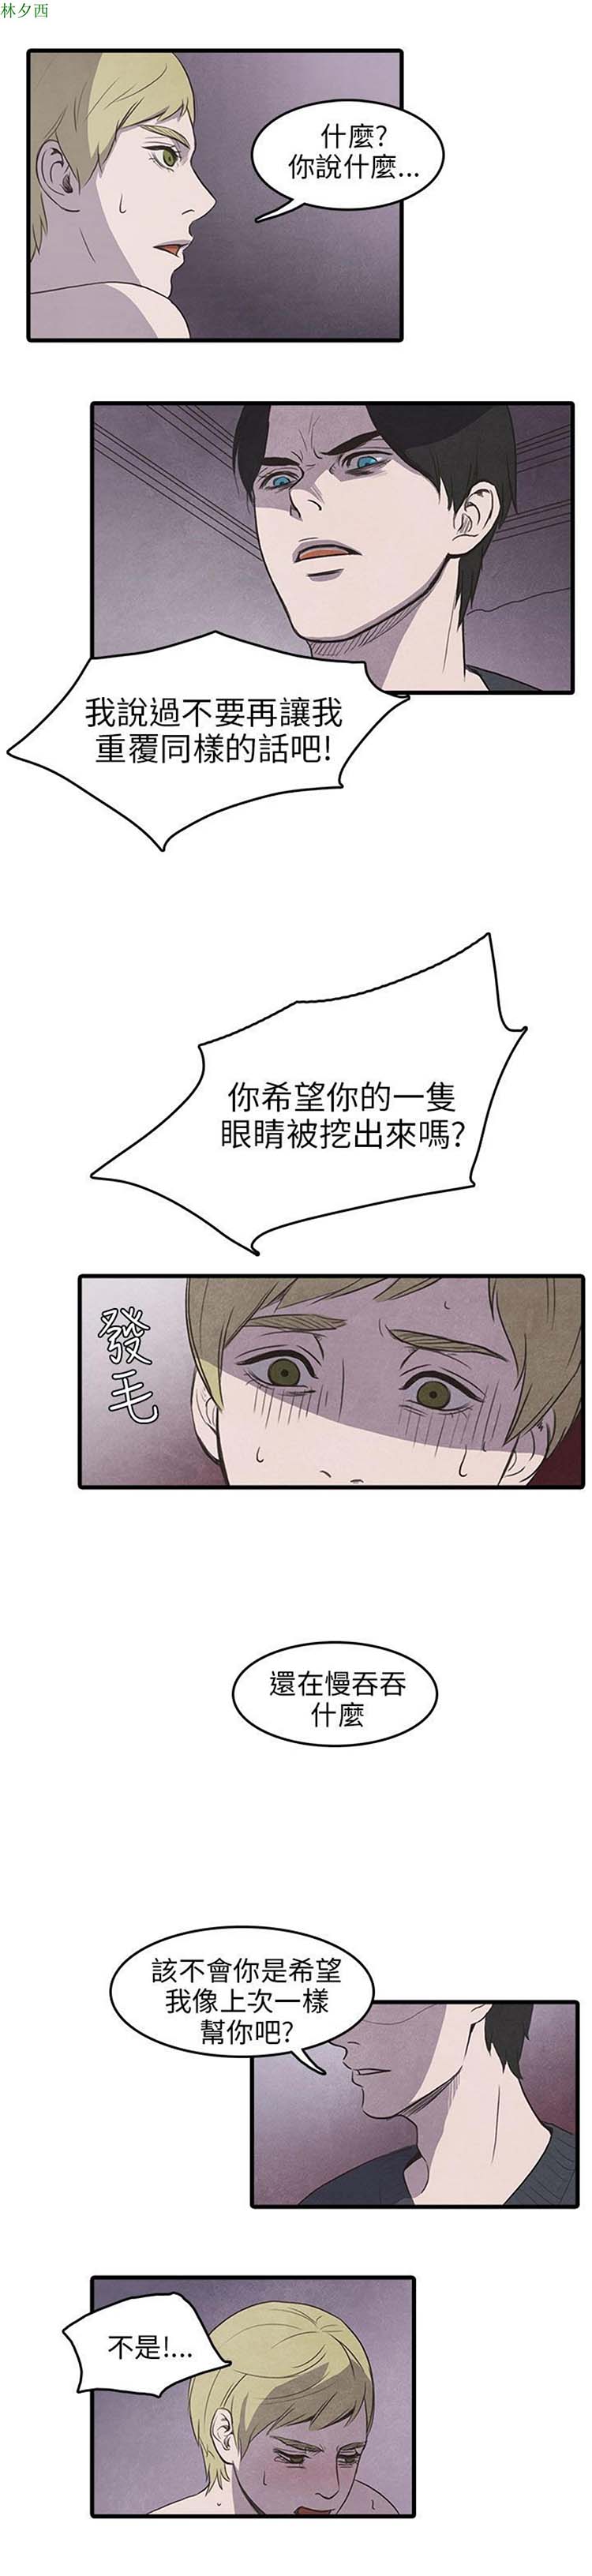 林夕西
什麼?
你說什麼...
我說過不要再讓我
重覆同樣的話吧!
你希望你的一隻
眼睛被挖出來嗎?
發毛
還在慢吞吞
什麼
該不會你是希望
我像上次一樣
幫你吧?
不是!...